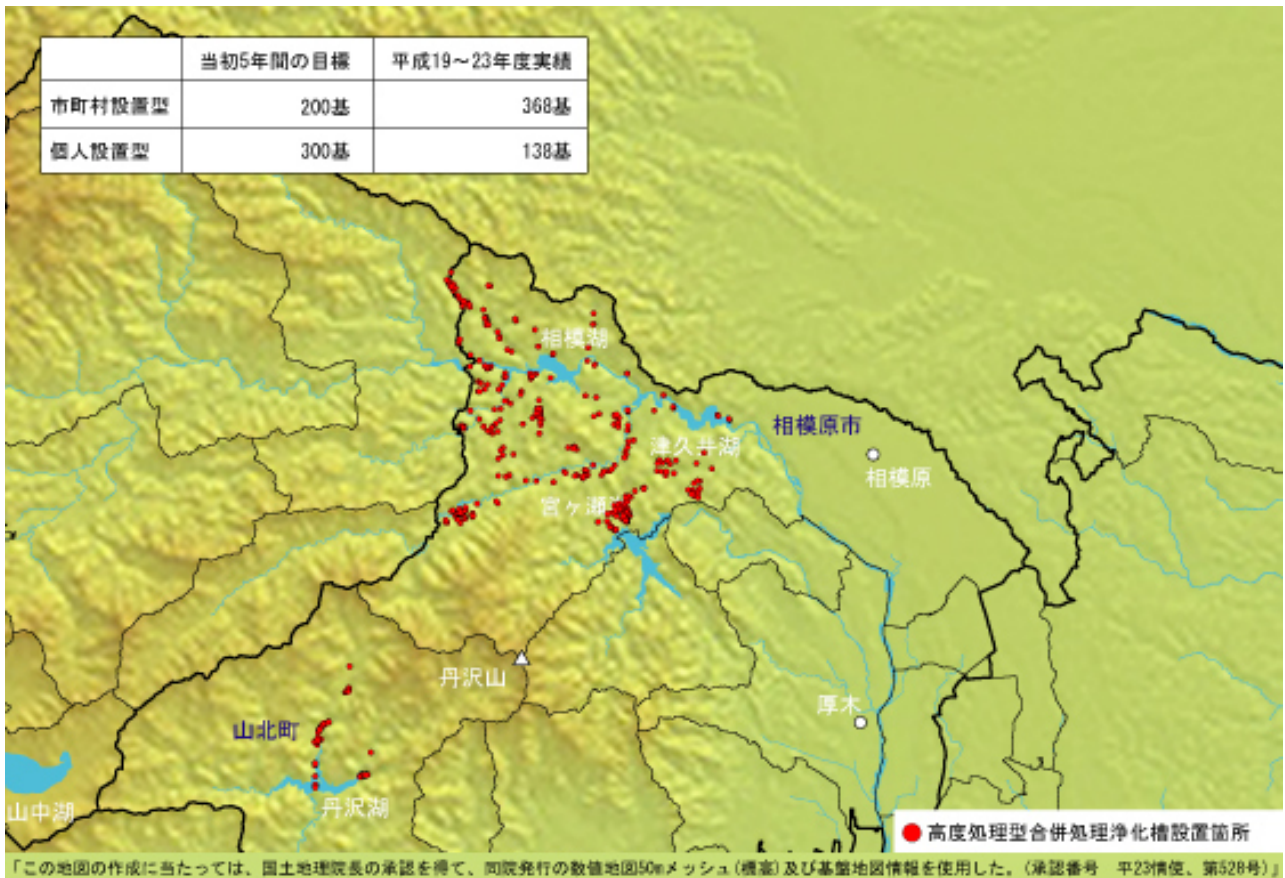 当初5年間の目標 平成19～23年度実績
市町村設置型 200基 368基
個人設置型 300基 138基
相模湖
相模原市
津久井湖
相模原
宮ヶ瀬
丹沢山
厚木
山北町
丹沢湖
山中湖
高度処理型合併処理浄化槽設置箇所
「この地図の作成に当たっては、国土地理院長の承認を得て、同院発行の数値地図50mメッシュ(標高)及び基盤地図情報を使用した。(承認番号 平23情使、第528号)」